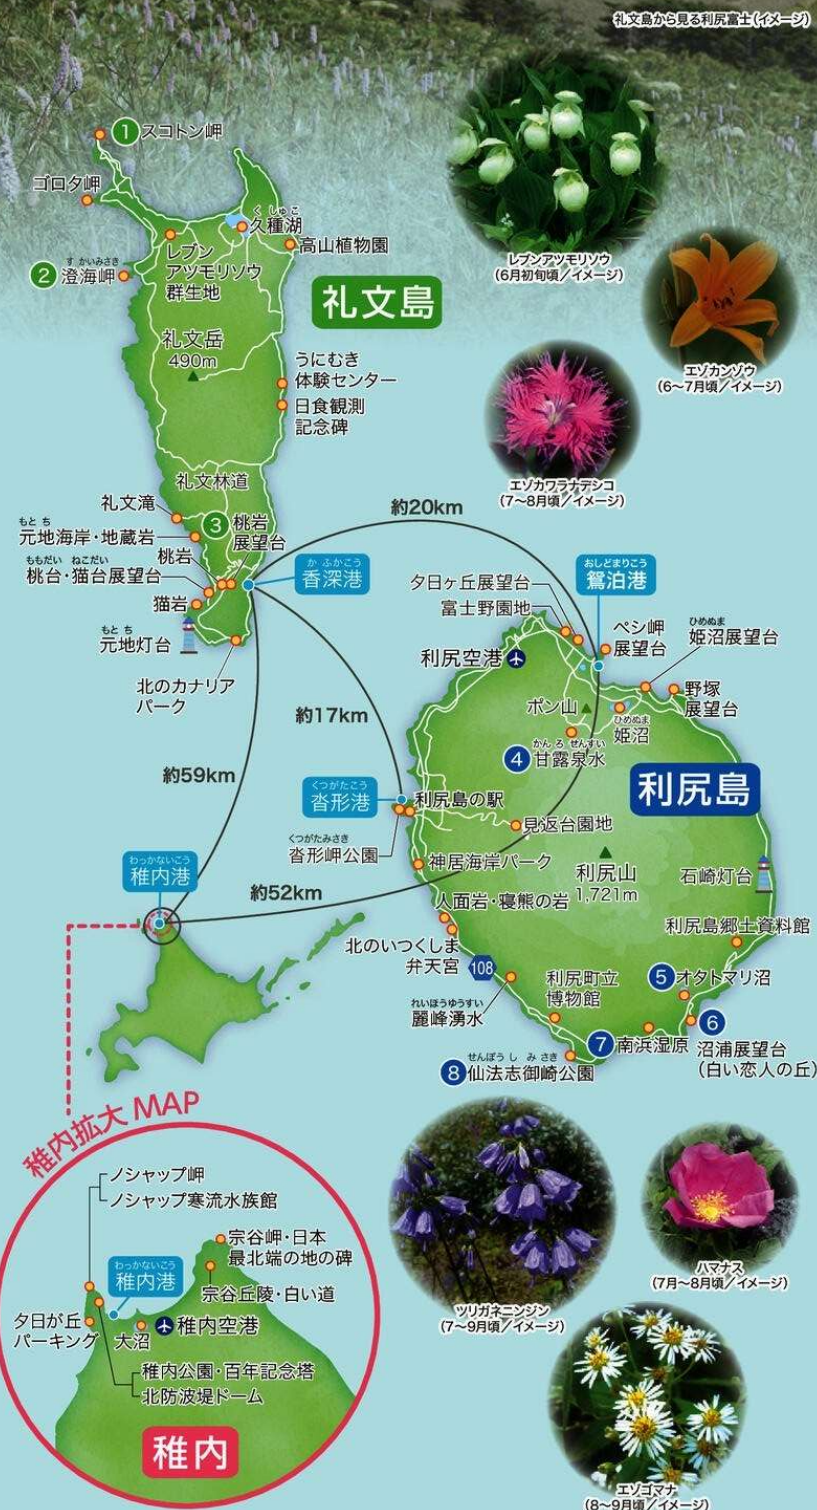 礼文島から見る利尻富士(イメージ)
① スコトン岬
ゴロタ岬
くしゅこ
久種湖
高山植物園
すかいみさき
② 澄海岬
レブン
アツモリソウ
群生地
礼文島
レブンアツモリソウ
(6月初旬頃/イメージ)
エゾカンゾウ
(6〜7月頃/イメージ)
礼文岳
490m
うにむき
体験センター
日食観測
記念碑
エゾカワラナデシコ
(7〜8月頃/イメージ)
礼文林道
礼文滝
もとち
元地海岸・地蔵岩
③ 桃岩
展望台
桃岩
ももだい ねこだい
桃台・猫台展望台
猫岩
もとち
元地灯台
北のカナリア
パーク
かふかこう
香深港
約20km
約17km
約59km
約52km
おしどまりこう
鴛泊港
夕日ヶ丘展望台
富士野園地
ペシ岬
展望台
ひめぬま
姫沼展望台
利尻空港
野塚
展望台
ポン山
ひめぬま
姫沼
かんろせんすい
④ 甘露泉水
利尻島
くつがたこう
沓形港
利尻島の駅
くつがたみさき
沓形岬公園
見返台園地
神居海岸パーク
利尻山
1,721m
石崎灯台
わっかないこう
稚内港
人面岩・寝熊の岩
北のいつくしま
弁天宮
108
利尻島郷土資料館
れいほうゆうすい
麗峰湧水
利尻町立
博物館
⑤ オタトマリ沼
⑥
沼浦展望台
(白い恋人の丘)
⑦ 南浜湿原
せんぽうしみさき
⑧ 仙法志御崎公園
稚内拡大MAP
ノシャップ岬
ノシャップ寒流水族館
宗谷岬・日本
最北端の地の碑
わっかないこう
稚内港
宗谷丘陵・白い道
夕日が丘
パーキング
大沼
稚内空港
稚内公園・百年記念塔
北防波堤ドーム
稚内
ツリガネニンジン
(7〜9月頃/イメージ)
ハマナス
(7月〜8月頃/イメージ)
エゾゴマナ
(8〜9月頃/イメージ)